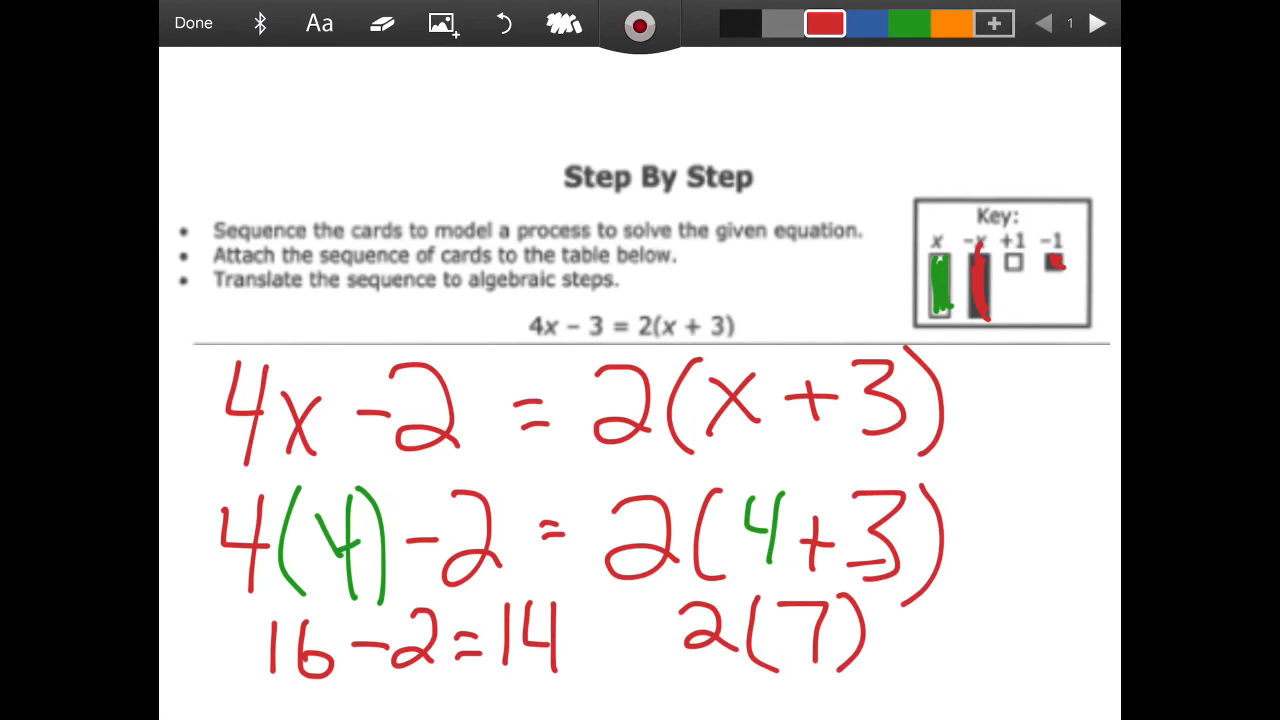 Done Aa 1
Step By Step
• Sequence the cards to model a process to solve the given equation.
• Attach the sequence of cards to the table below.
• Translate the sequence to algebraic steps.
Key:
x -x +1 -1
4x - 3 = 2(x + 3)
4x - 2 = 2(x + 3)
4(4) - 2 = 2(4 + 3)
16 - 2 = 14 2(7)